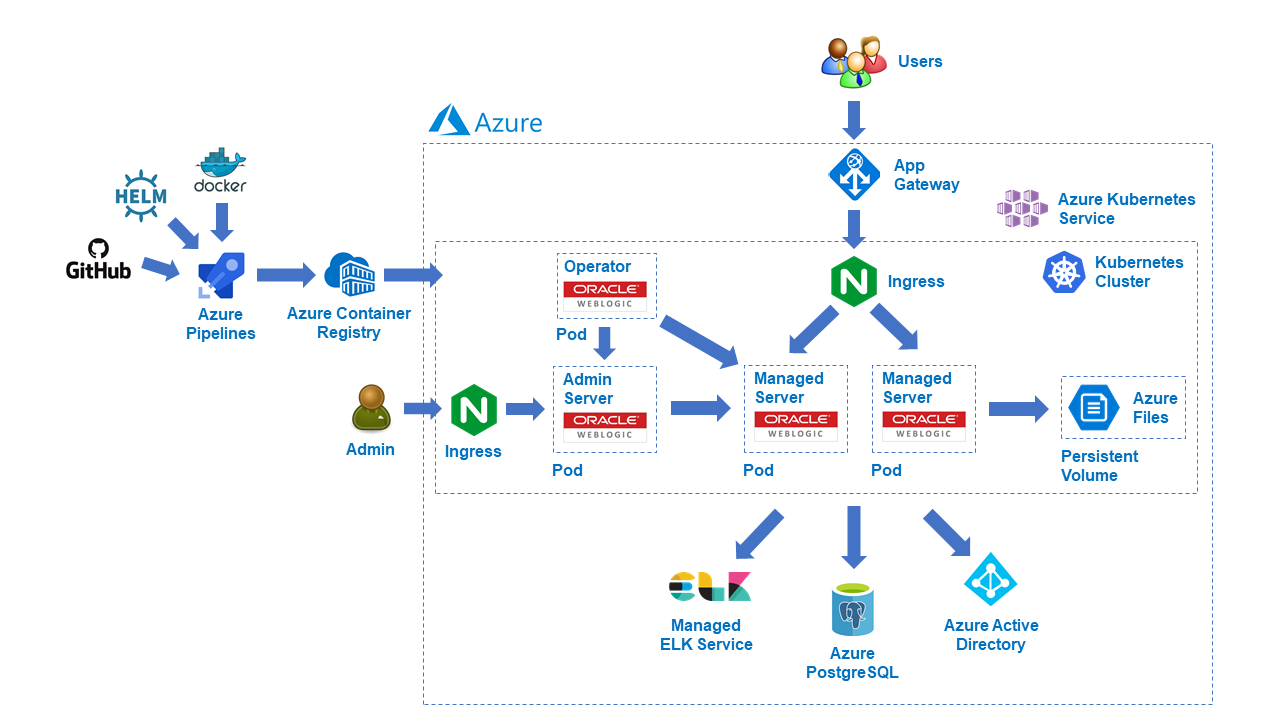 Users
Azure
App
Gateway
Azure Kubernetes
Service
docker
HELM
GitHub
Azure
Pipelines
Azure Container
Registry
Operator
ORACLE
WEBLOGIC
Pod
Ingress
Kubernetes
Cluster
Admin
Ingress
Admin
Server
ORACLE
WEBLOGIC
Pod
Managed
Server
ORACLE
WEBLOGIC
Pod
Managed
Server
ORACLE
WEBLOGIC
Pod
Azure
Files
Persistent
Volume
ELK
Managed
ELK Service
Azure
PostgreSQL
Azure Active
Directory